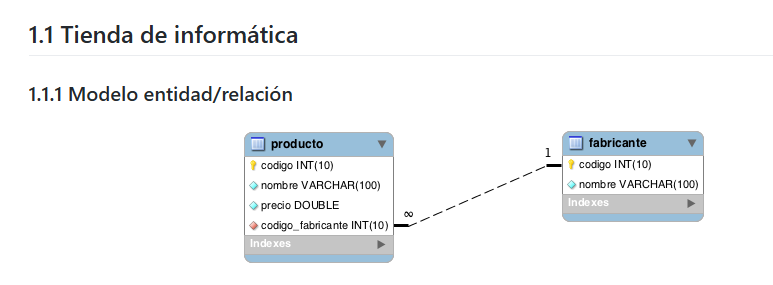 1.1 Tienda de informática
1.1.1 Modelo entidad/relación
producto
codigo INT(10)
nombre VARCHAR(100)
precio DOUBLE
codigo_fabricante INT(10)
Indexes
∞
1
fabricante
codigo INT(10)
nombre VARCHAR(100)
Indexes